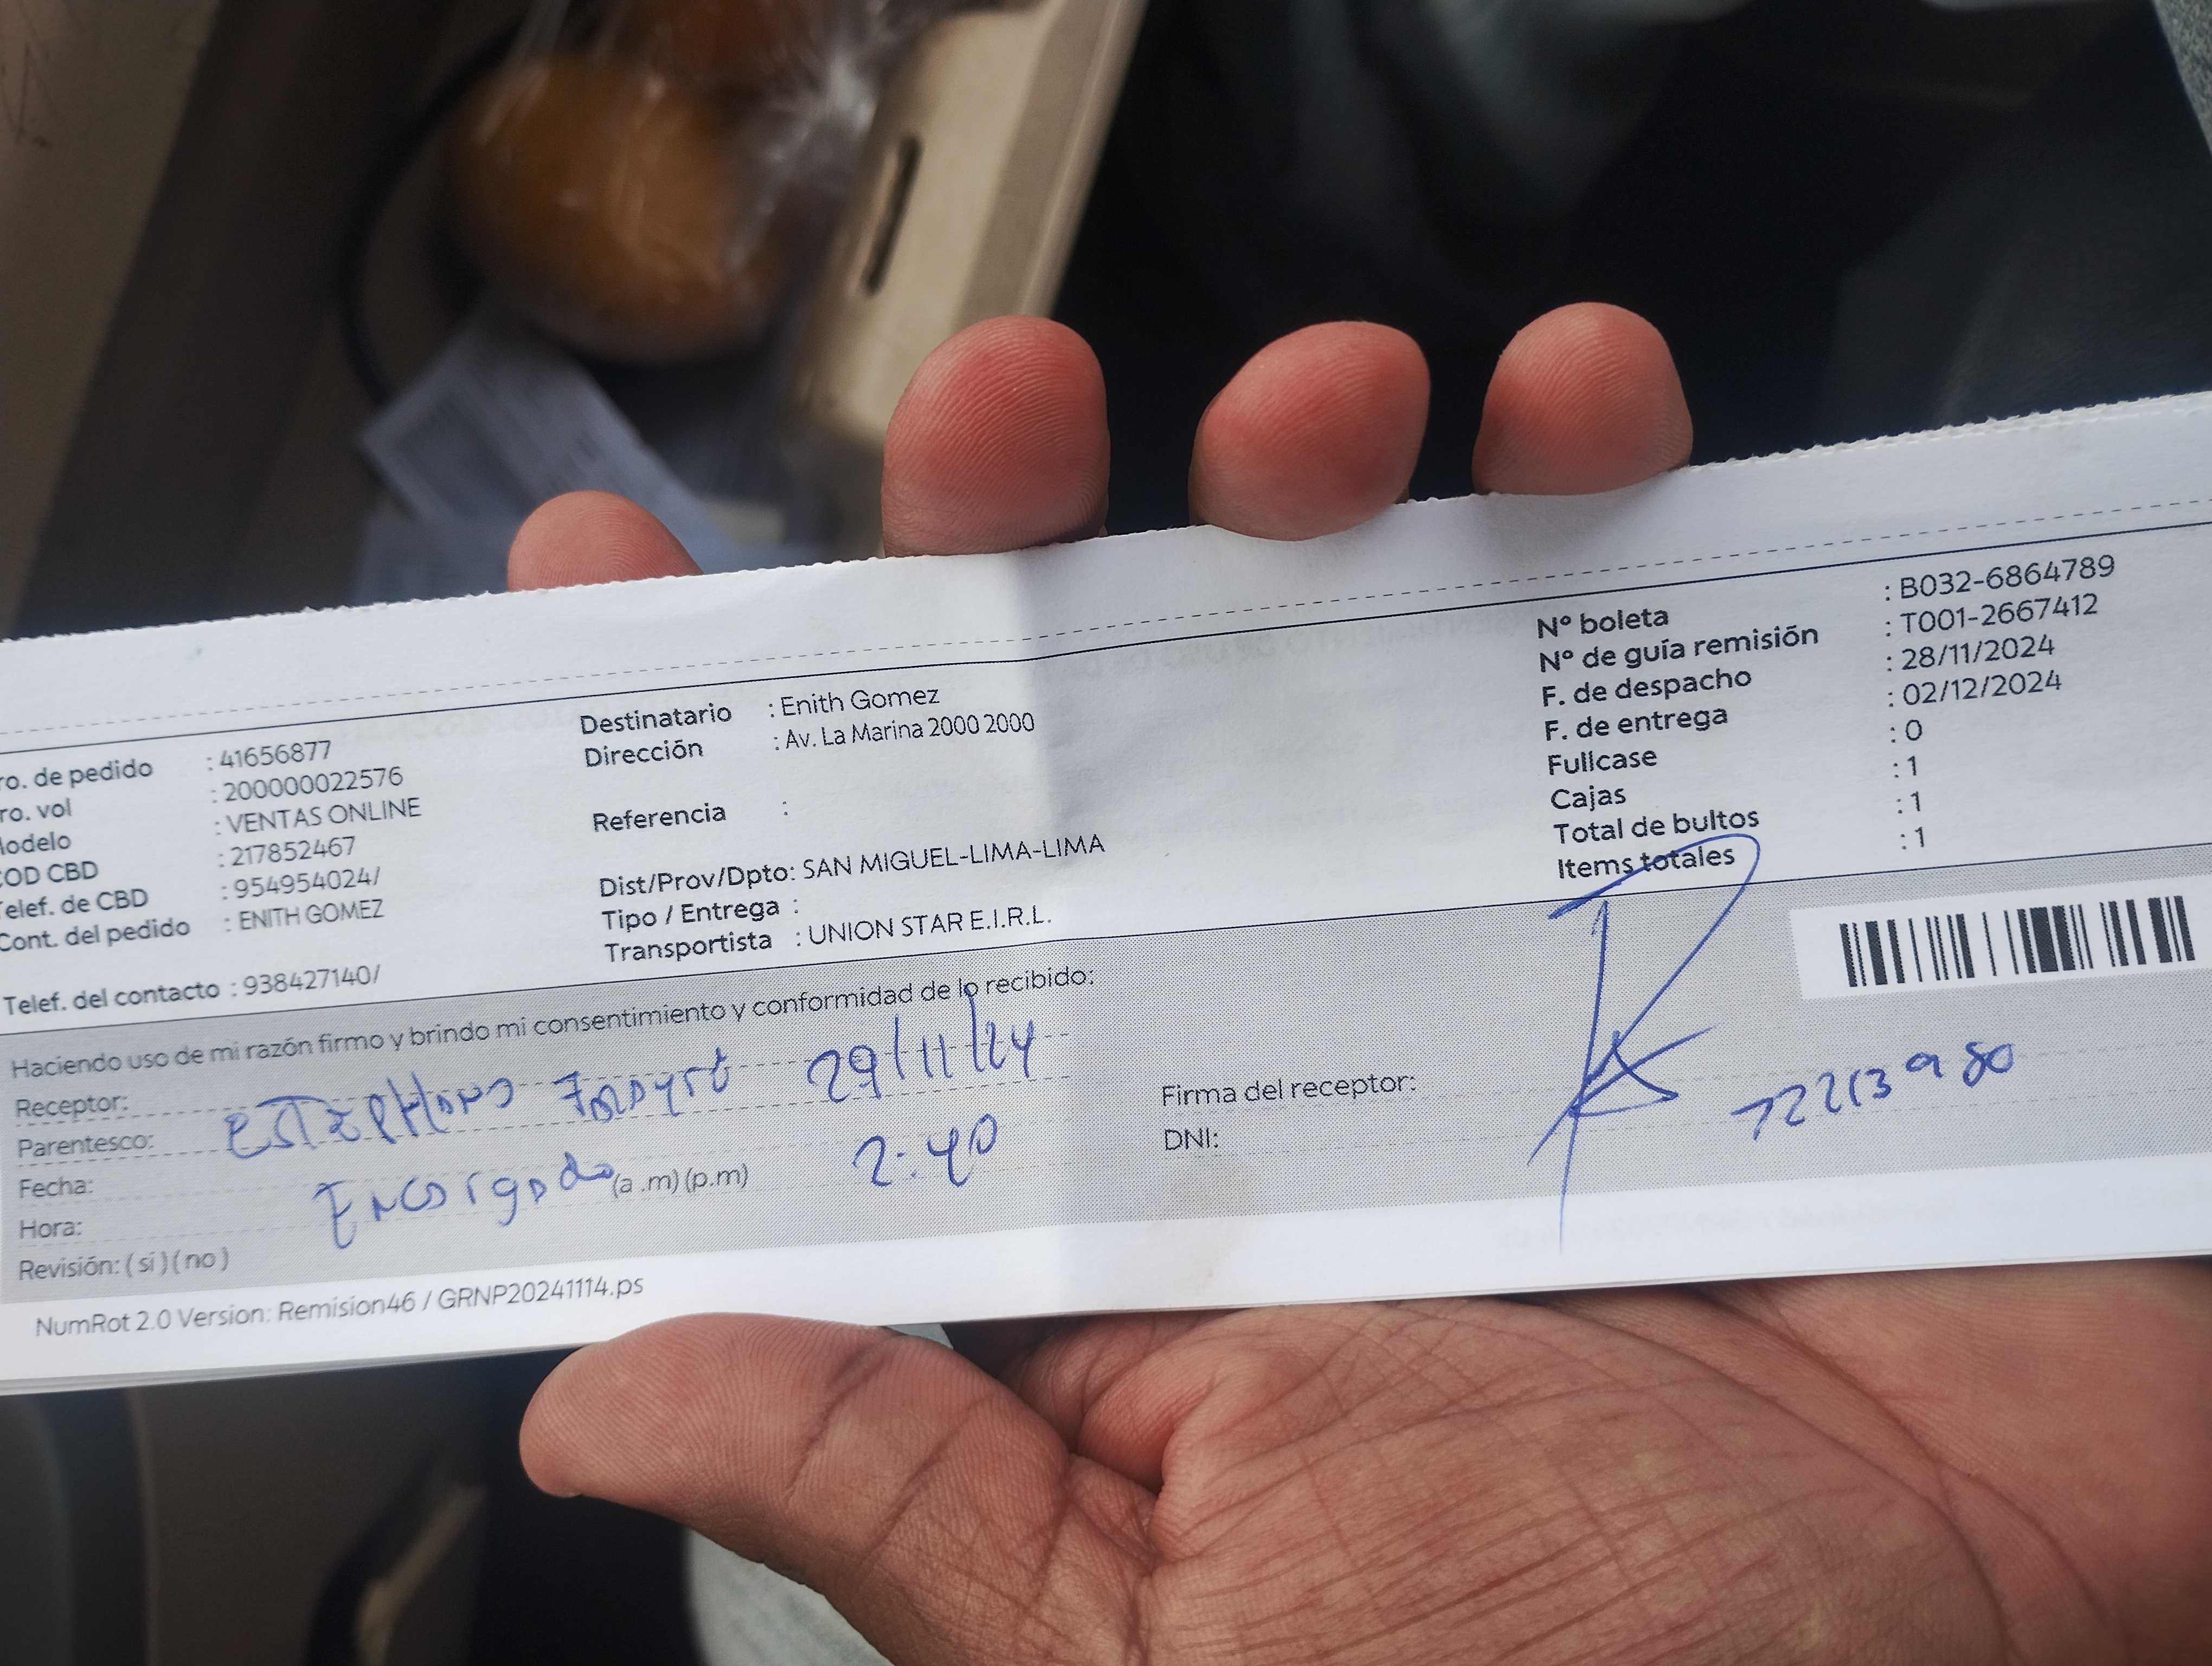 ro. de pedido : 41656877
ro. vol : 200000022576
odelo : VENTAS ONLINE
OD CBD : 217852467
elef. de CBD : 954954024/
Cont. del pedido : ENITH GOMEZ
Telef. del contacto : 938427140/
Destinatario : Enith Gomez
Dirección : Av. La Marina 2000 2000
Referencia :
Dist/Prov/Dpto: SAN MIGUEL-LIMA-LIMA
Tipo / Entrega :
Transportista : UNION STAR E.I.R.L.
N° boleta : B032-6864789
N° de guía remisión : T001-2667412
F. de despacho : 28/11/2024
F. de entrega : 02/12/2024
Fullcase : 0
Cajas : 1
Total de bultos : 1
Items totales : 1
Haciendo uso de mi razón firmo y brindo mi consentimiento y conformidad de lo recibido:
Receptor: 29/11/24
Parentesco:
Fecha: Encargado
Hora: (a .m) (p.m) 2:40
Revisión: ( si ) ( no )
Firma del receptor:
DNI:
NumRot 2.0 Version: Remision46 / GRNP20241114.ps